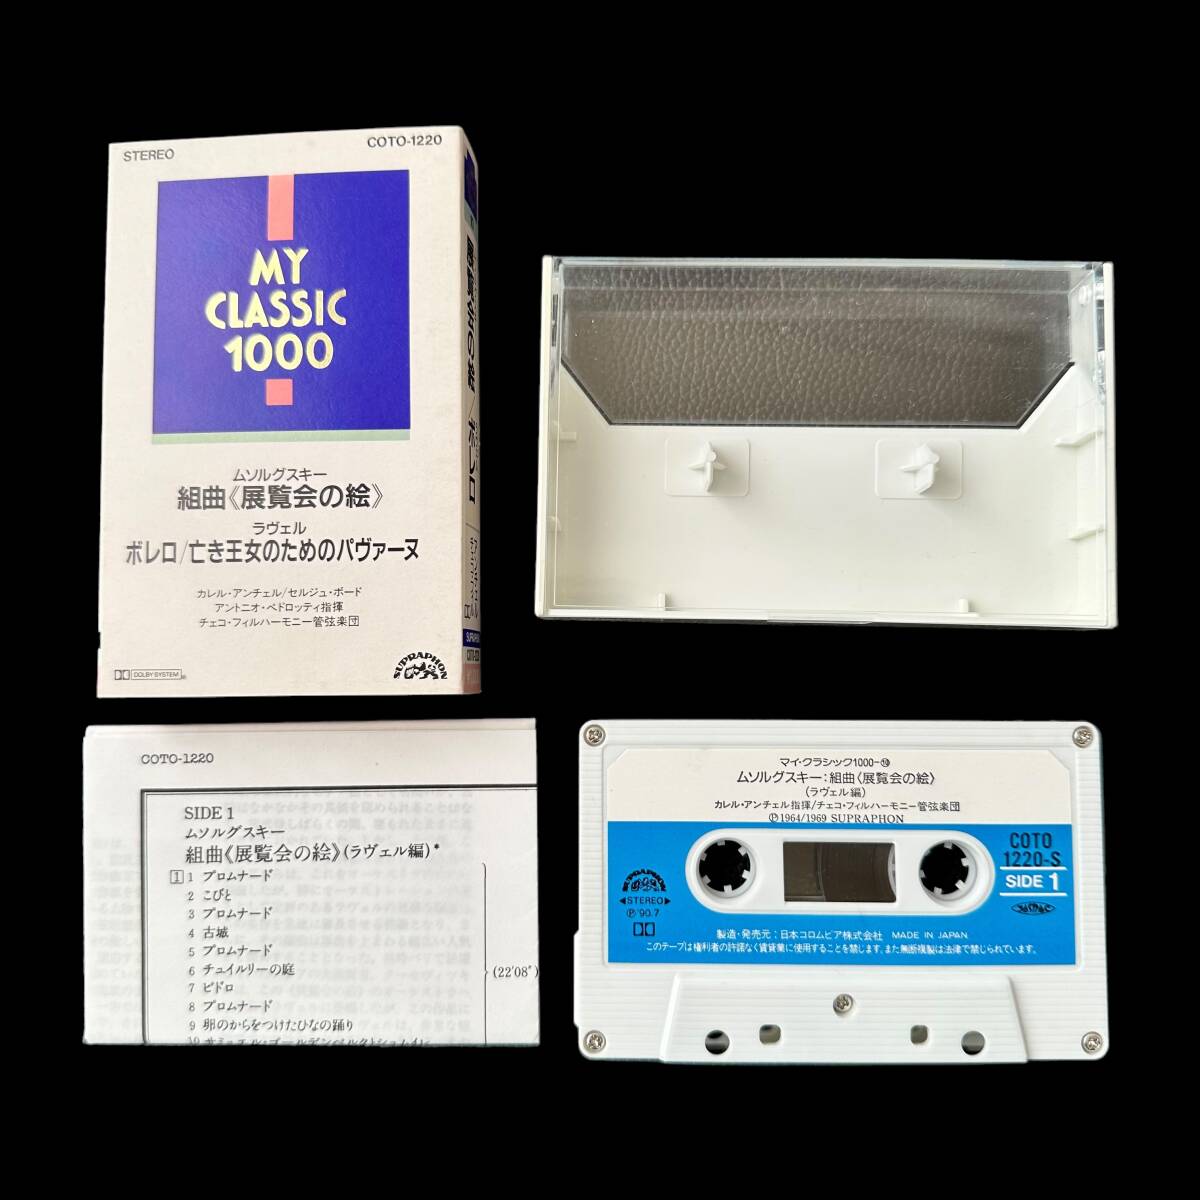 STEREO
COTO-1220
MY
CLASSIC
1000
ムソルグスキー
組曲《展覧会の絵》
ラヴェル
ボレロ/亡き王女のためのパヴァーヌ
カレル・アンチェル/セルジュ・ボード
アントニオ・ペドロッティ指揮
チェコ・フィルハーモニー管弦楽団
DOLBY SYSTEM
SUPRAPHON
COTO-1220
SIDE 1
ムソルグスキー
組曲《展覧会の絵》(ラヴェル編)*
1 1 プロムナード
2 こびと
3 プロムナード
4 古城
5 プロムナード
6 チュイルリーの庭
(22'08")
7 ビドロ
8 プロムナード
9 卵のからをつけたひなの踊り
マイ・クラシック1000-⑳
ムソルグスキー:組曲〈展覧会の絵〉
(ラヴェル編)
カレル・アンチェル指揮/チェコ・フィルハーモニー管弦楽団
Ⓟ1964/1969 SUPRAPHON
COTO
1220-S
SIDE 1
SUPRAPHON
◀STEREO▶
Ⓟ'90.7
JASRAC
製造・発売元:日本コロムビア株式会社 MADE IN JAPAN
このテープは権利者の許諾なく賃貸業に使用することを禁じます。また無断複製は法律で禁じられています。